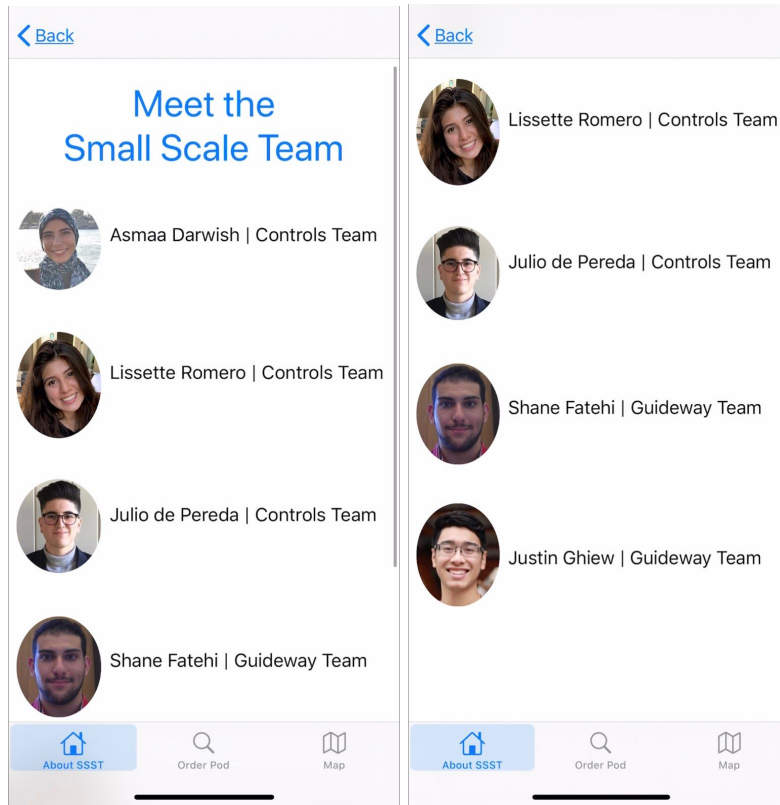 Back
Meet the
Small Scale Team
Asmaa Darwish | Controls Team
Lissette Romero | Controls Team
Julio de Pereda | Controls Team
Shane Fatehi | Guideway Team
About SSST
Order Pod
Map
Back
Lissette Romero | Controls Team
Julio de Pereda | Controls Team
Shane Fatehi | Guideway Team
Justin Ghiew | Guideway Team
About SSST
Order Pod
Map